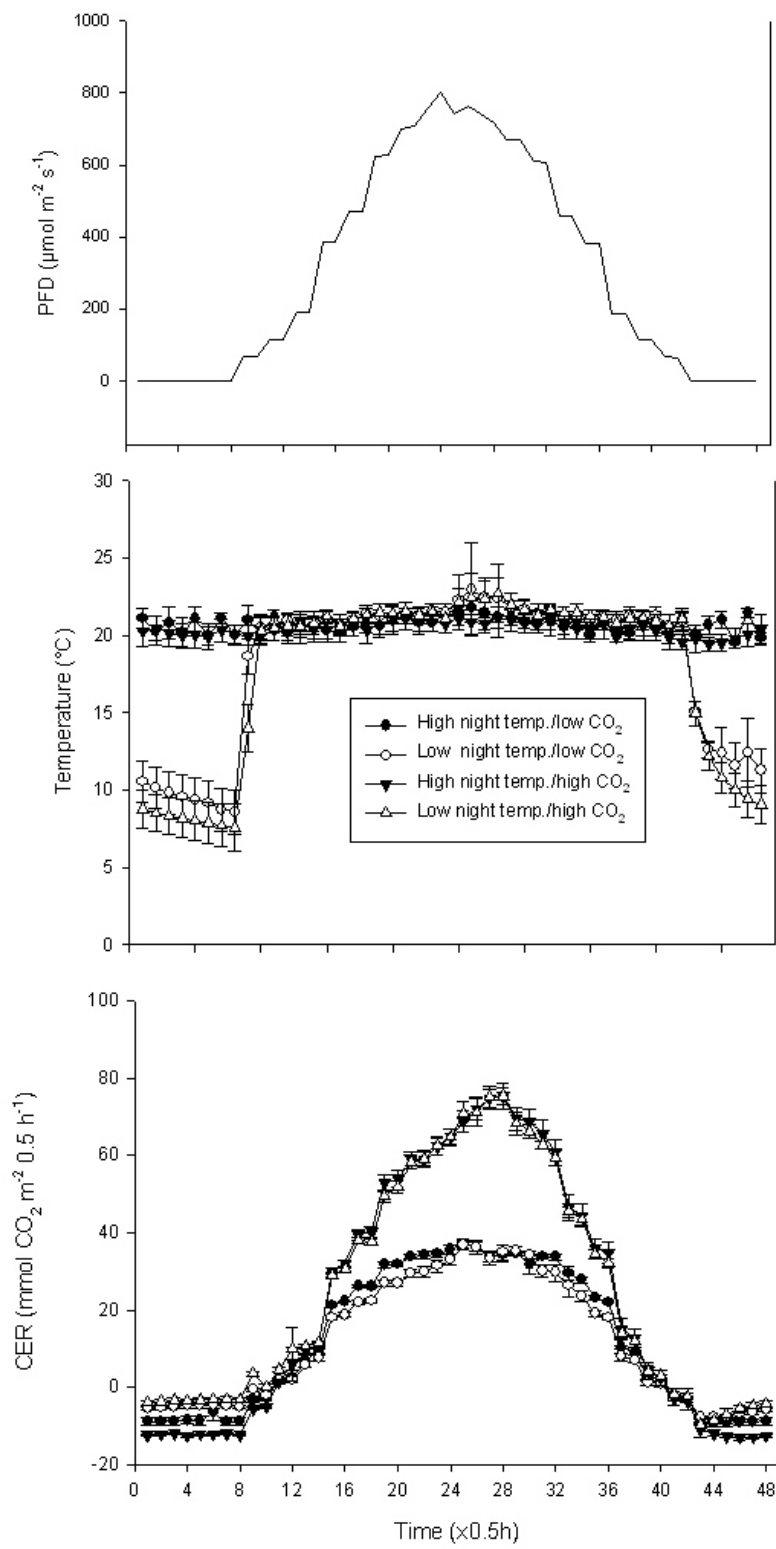 1000
800
600
400
200
0
PFD (µmol m⁻² s⁻¹)
30
25
20
15
10
5
0
Temperature (°C)
High night temp./low CO₂
Low night temp./low CO₂
High night temp./high CO₂
Low night temp./high CO₂
100
80
60
40
20
0
-20
CER (mmol CO₂ m⁻² 0.5 h⁻¹)
0 4 8 12 16 20 24 28 32 36 40 44 48
Time (×0.5h)